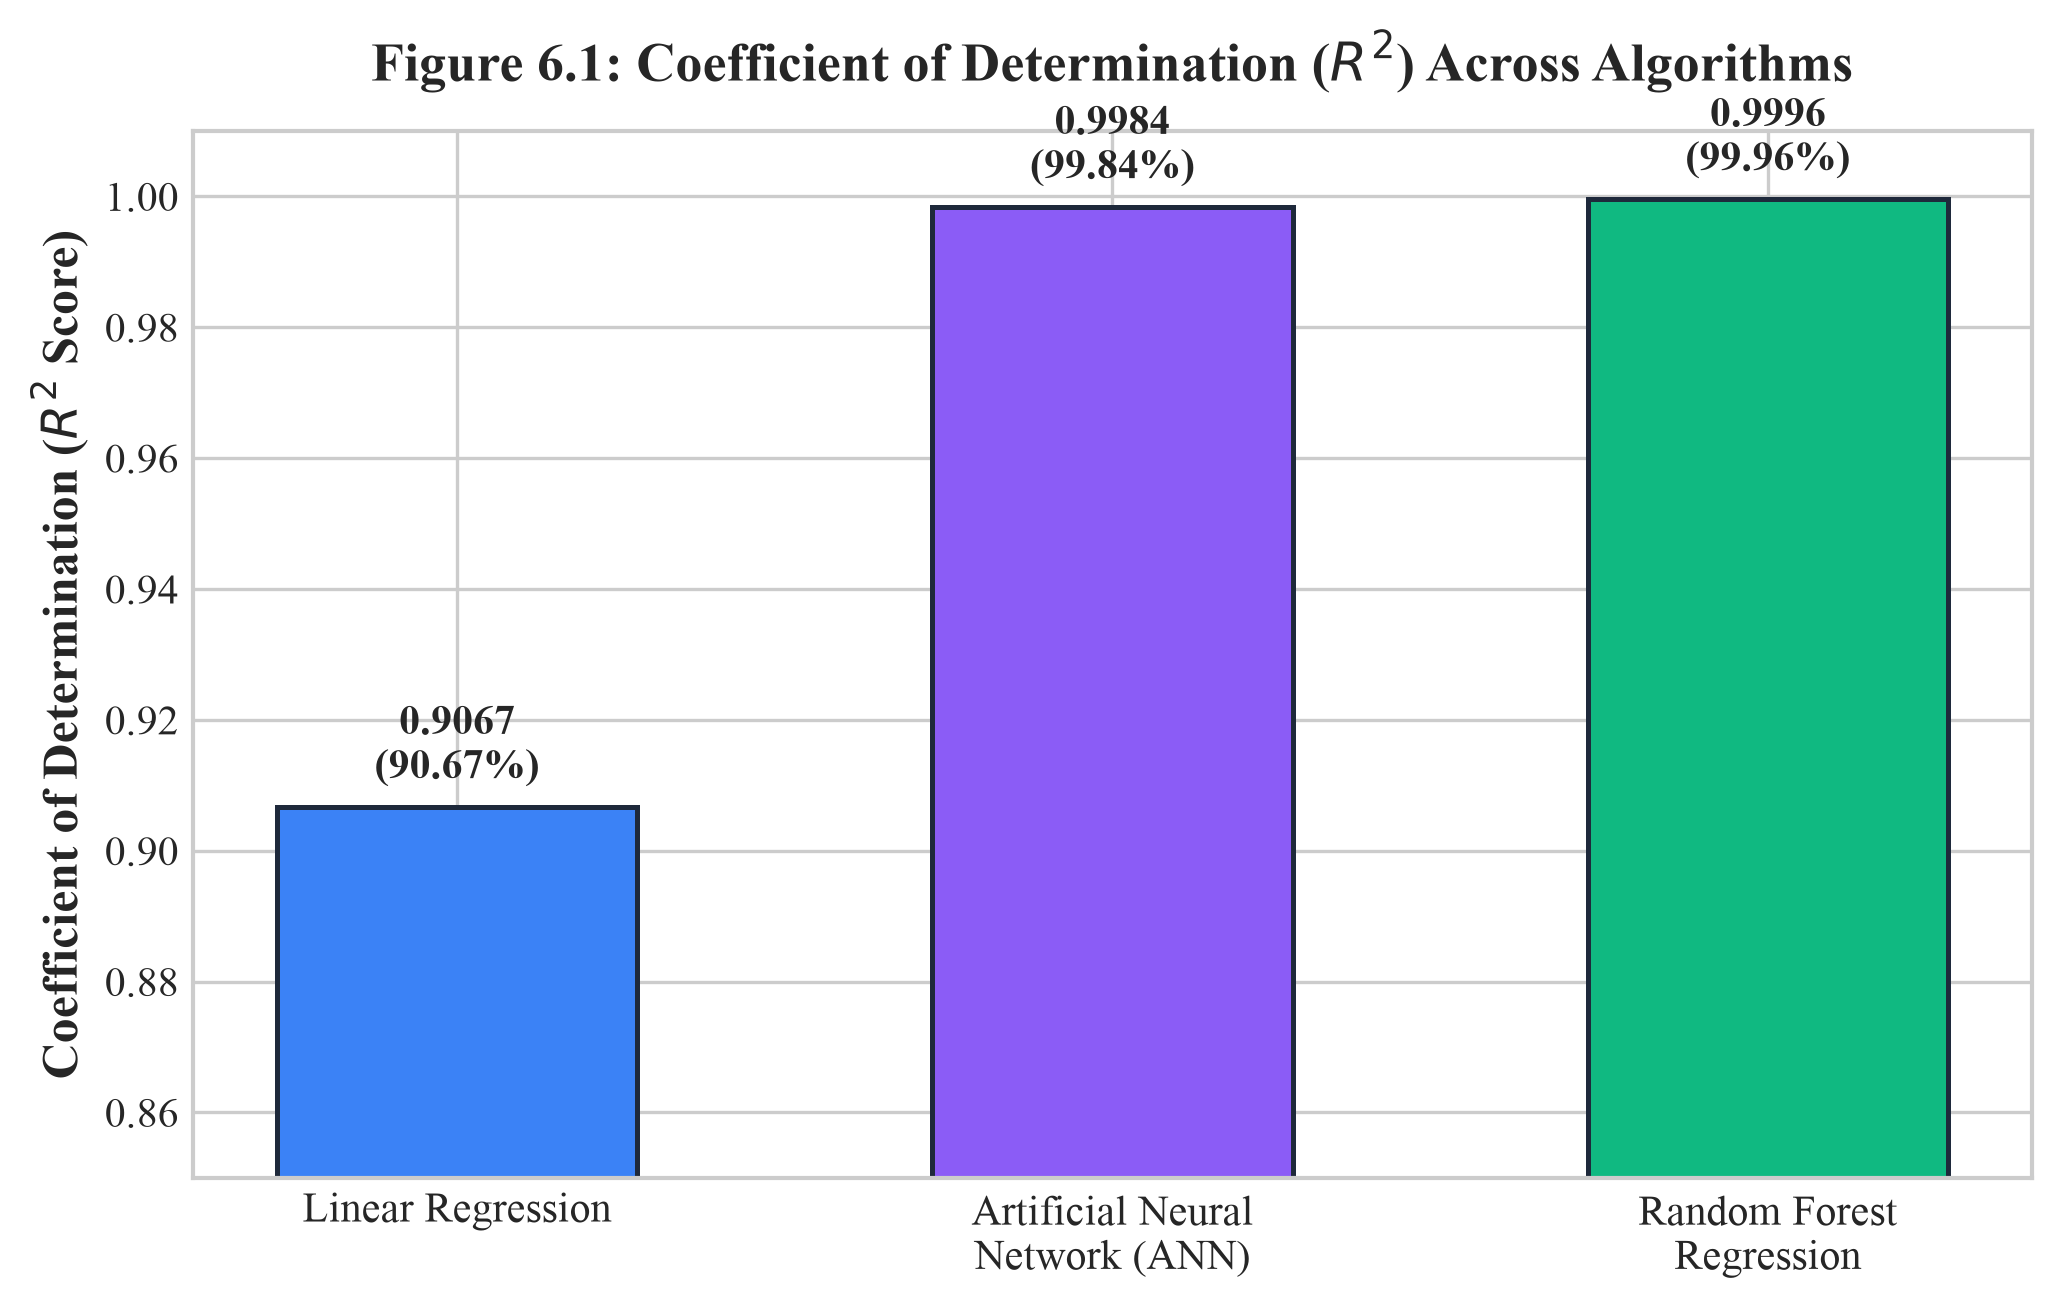 Figure 6.1: Coefficient of Determination (R²) Across Algorithms
0.9984
(99.84%)
0.9996
(99.96%)
0.9067
(90.67%)
Coefficient of Determination (R² Score)
1.00
0.98
0.96
0.94
0.92
0.90
0.88
0.86
Linear Regression
Artificial Neural
Network (ANN)
Random Forest
Regression